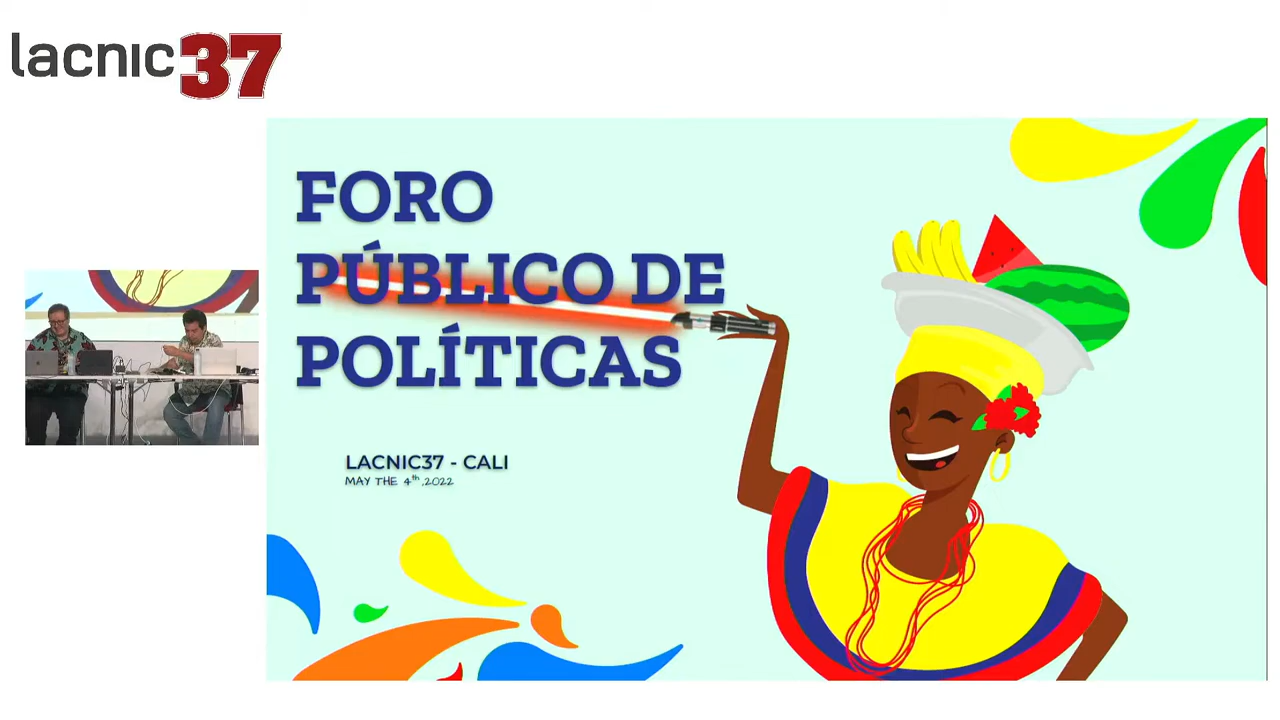 lacnic37
FORO
PÚBLICO DE
POLÍTICAS
LACNIC37 - CALI
MAY THE 4th,2022